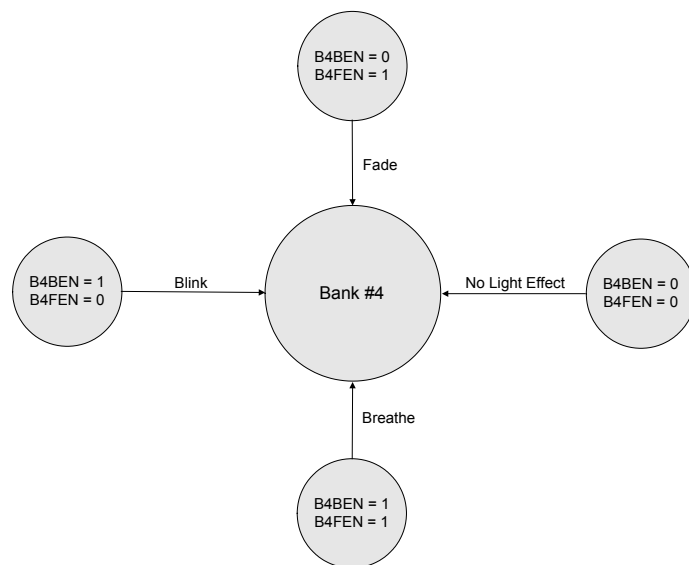 B4BEN = 0
B4FEN = 1
Fade
B4BEN = 1
B4FEN = 0
Blink
Bank #4
No Light Effect
B4BEN = 0
B4FEN = 0
Breathe
B4BEN = 1
B4FEN = 1